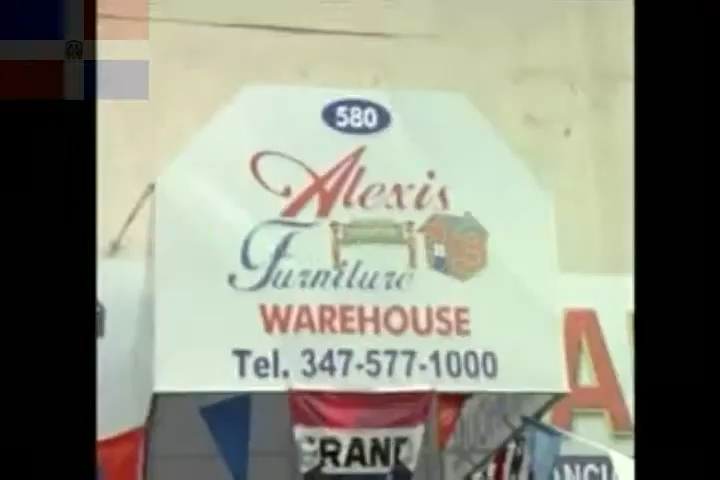 580
Alexis
Furniture
WAREHOUSE
Tel. 347-577-1000
GRAND